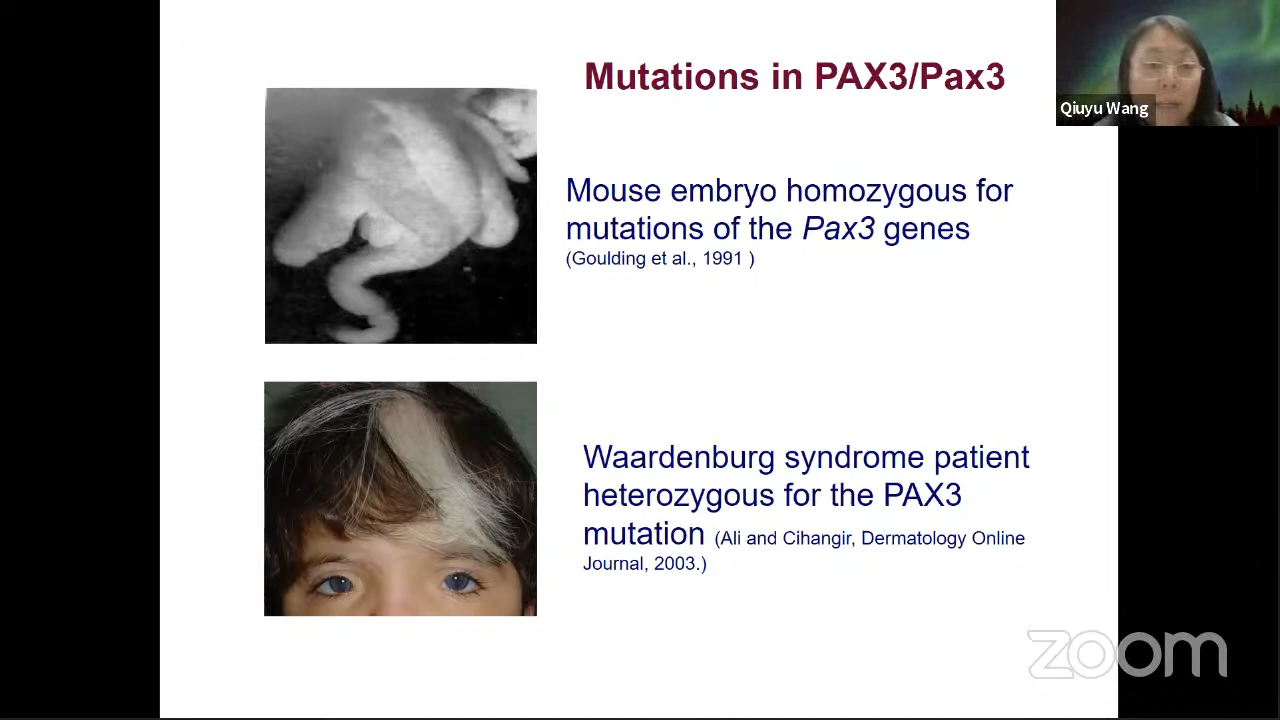 Mutations in PAX3/Pax3
Qiuyu Wang
Mouse embryo homozygous for
mutations of the Pax3 genes
(Goulding et al., 1991 )
Waardenburg syndrome patient
heterozygous for the PAX3
mutation (Ali and Cihangir, Dermatology Online
Journal, 2003.)
zoom